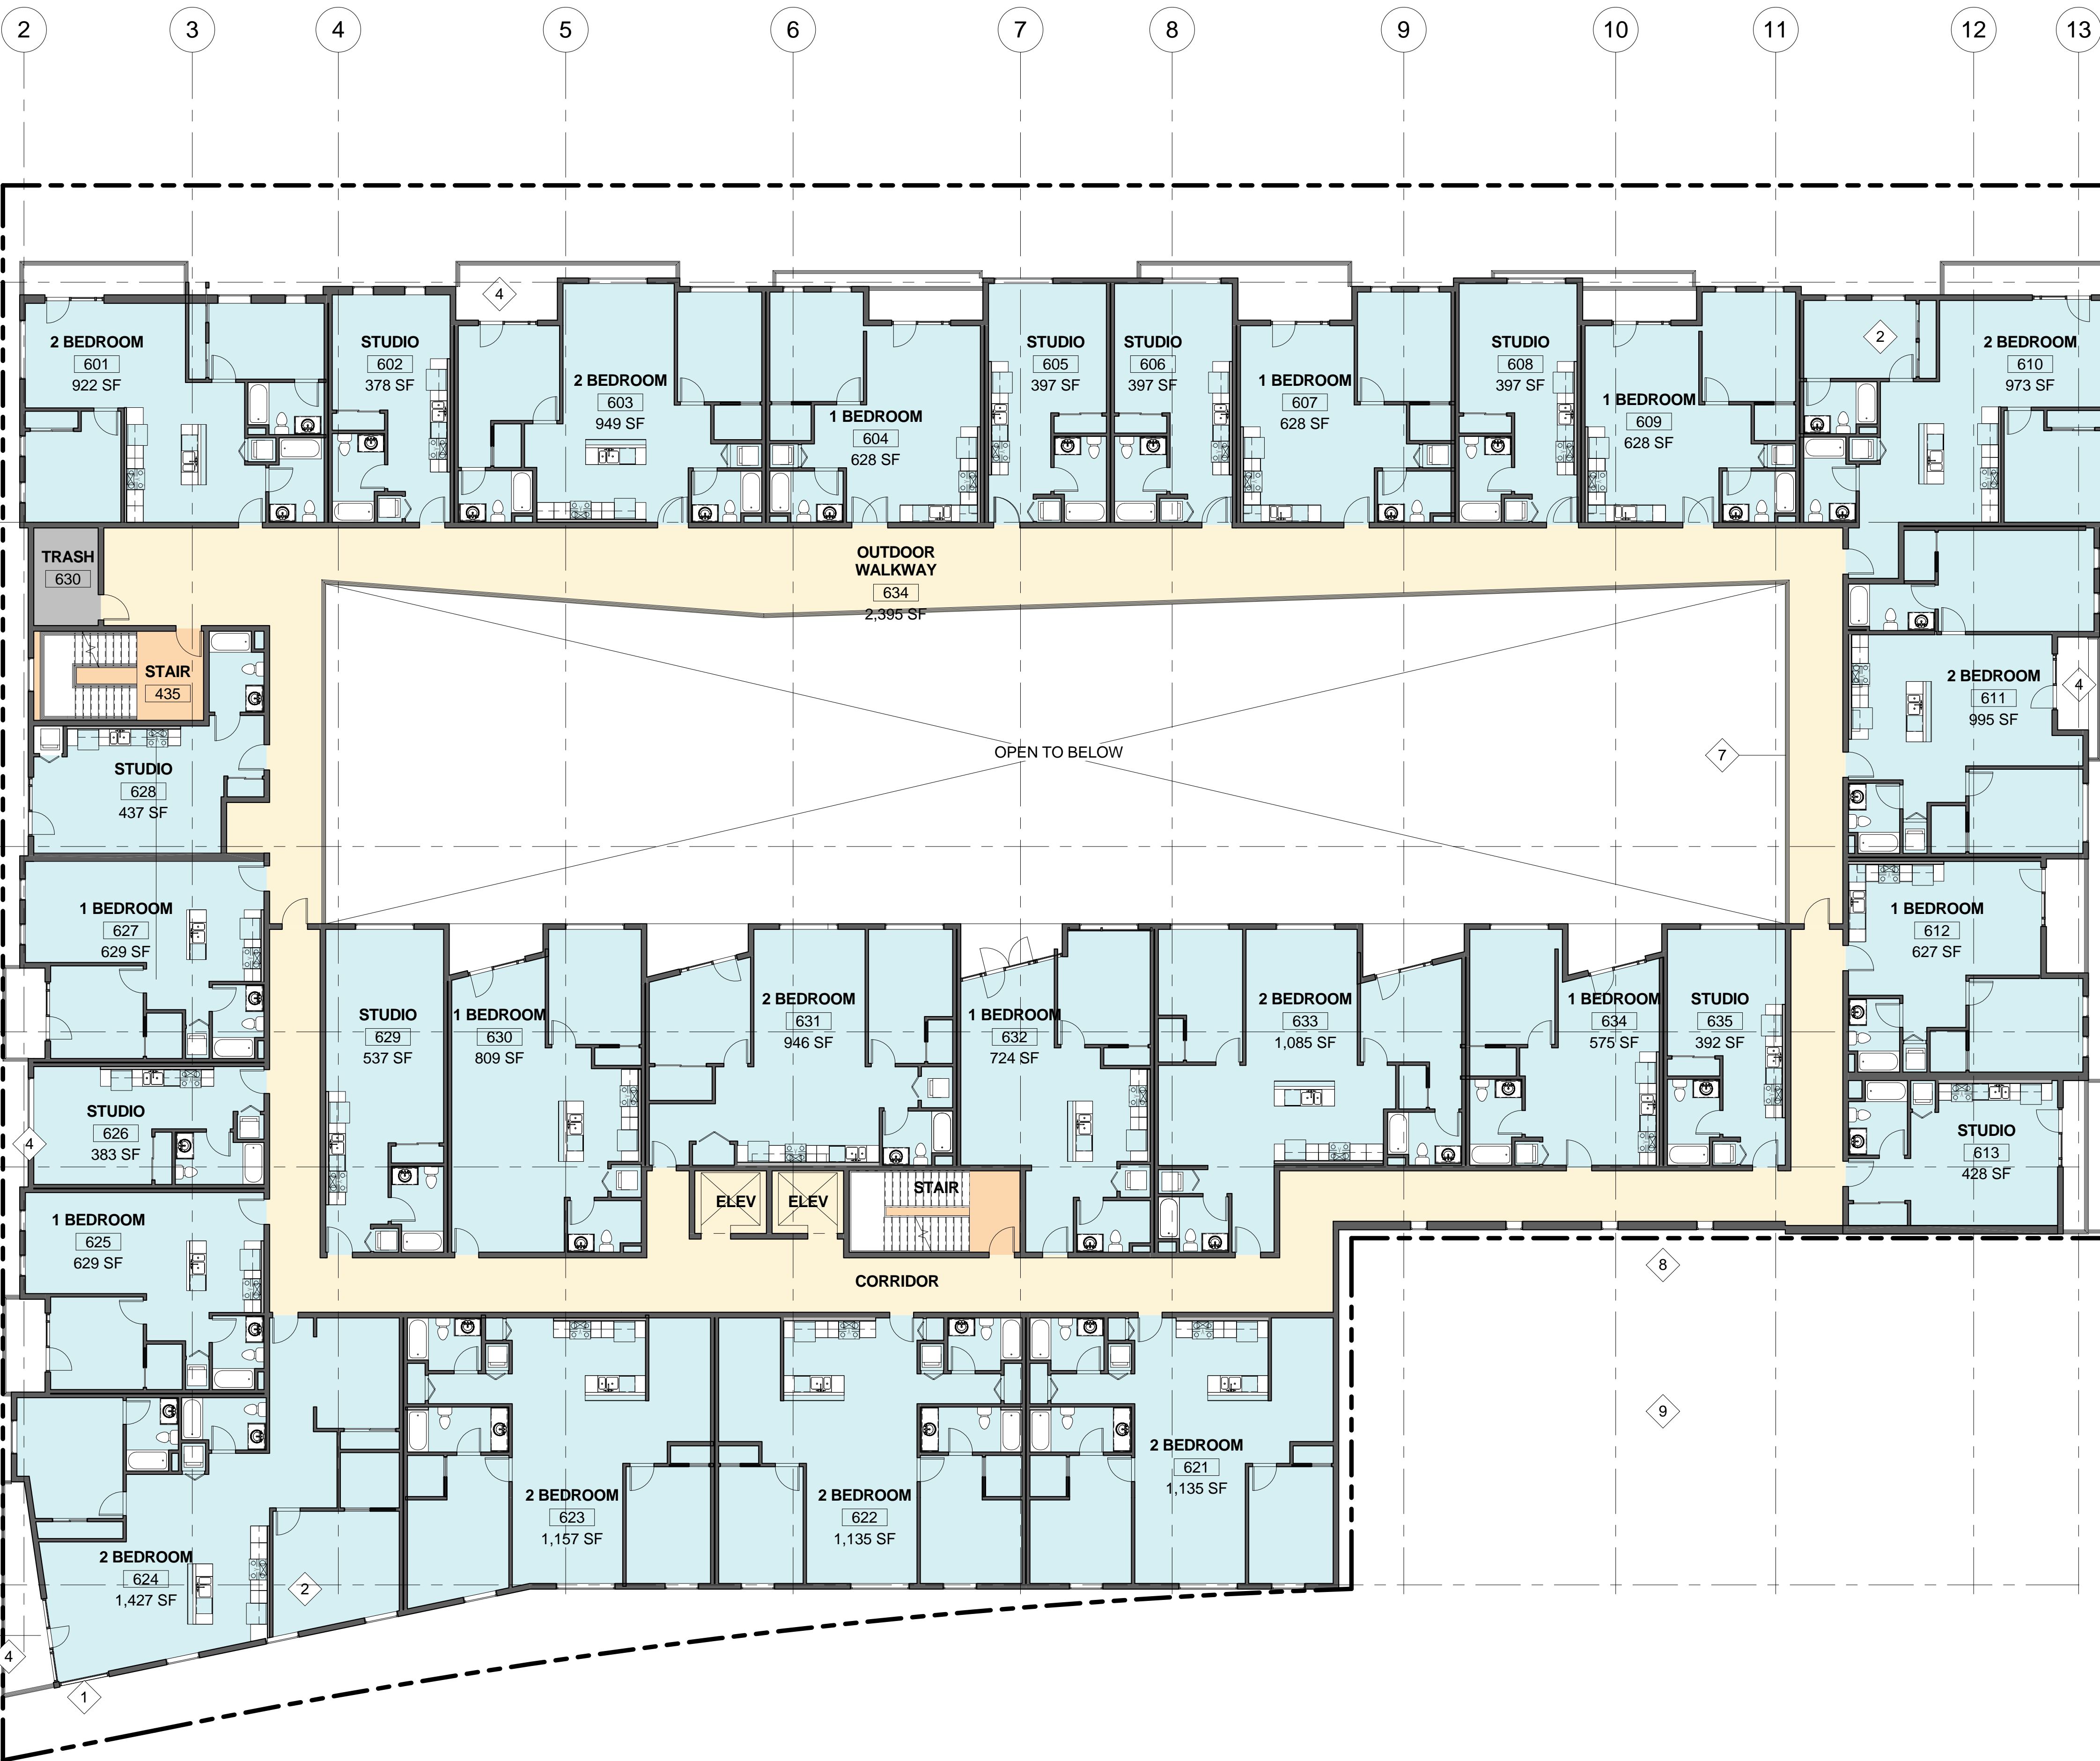 2
3
4
5
6
7
8
9
10
11
12
13
4
2 BEDROOM
601
922 SF
STUDIO
602
378 SF
2 BEDROOM
603
949 SF
1 BEDROOM
604
628 SF
STUDIO
605
397 SF
STUDIO
606
397 SF
1 BEDROOM
607
628 SF
STUDIO
608
397 SF
1 BEDROOM
609
628 SF
2
2 BEDROOM
610
973 SF
TRASH
630
OUTDOOR
WALKWAY
634
2,395 SF
STAIR
435
2 BEDROOM
611
995 SF
4
OPEN TO BELOW
7
STUDIO
628
437 SF
1 BEDROOM
627
629 SF
1 BEDROOM
612
627 SF
STUDIO
629
537 SF
1 BEDROOM
630
809 SF
2 BEDROOM
631
946 SF
1 BEDROOM
632
724 SF
2 BEDROOM
633
1,085 SF
1 BEDROOM
634
575 SF
STUDIO
635
392 SF
STUDIO
626
383 SF
4
STUDIO
613
428 SF
ELEV
ELEV
STAIR
1 BEDROOM
625
629 SF
CORRIDOR
8
9
2 BEDROOM
621
1,135 SF
2 BEDROOM
623
1,157 SF
2 BEDROOM
622
1,135 SF
2 BEDROOM
624
1,427 SF
2
4
1